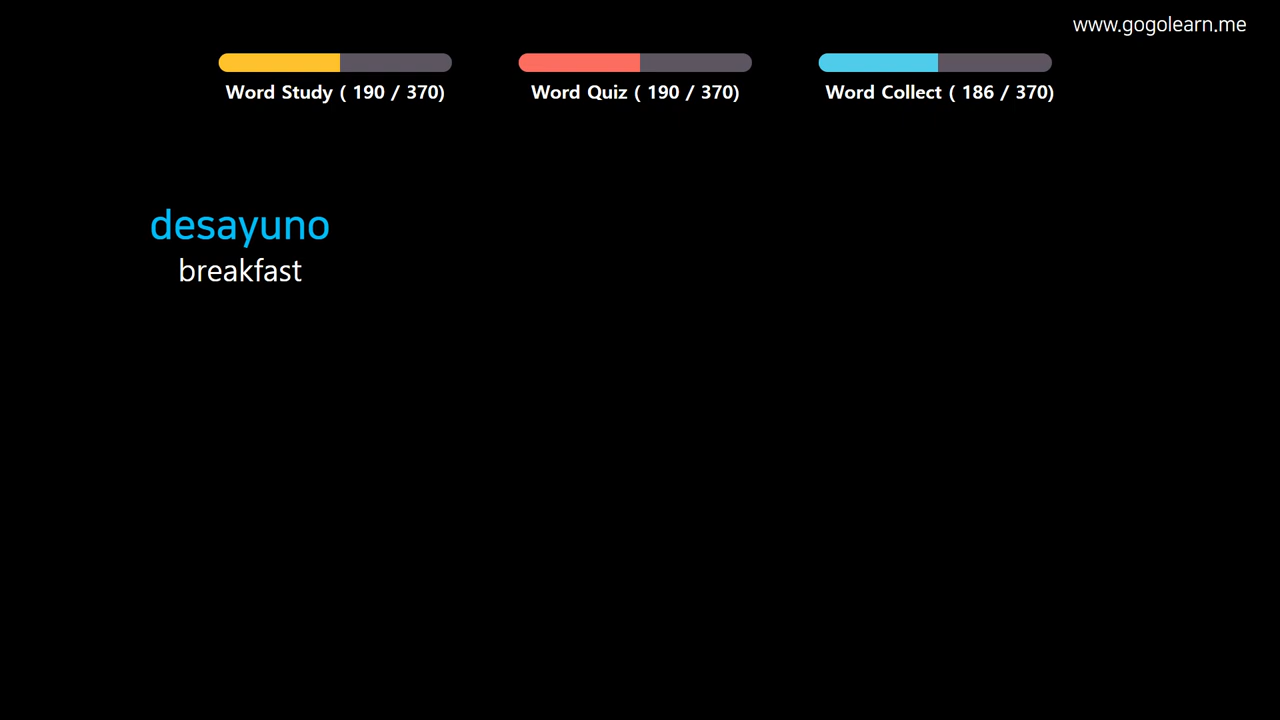 www.gogolearn.me
Word Study ( 190 / 370)
Word Quiz ( 190 / 370)
Word Collect ( 186 / 370)
desayuno
breakfast